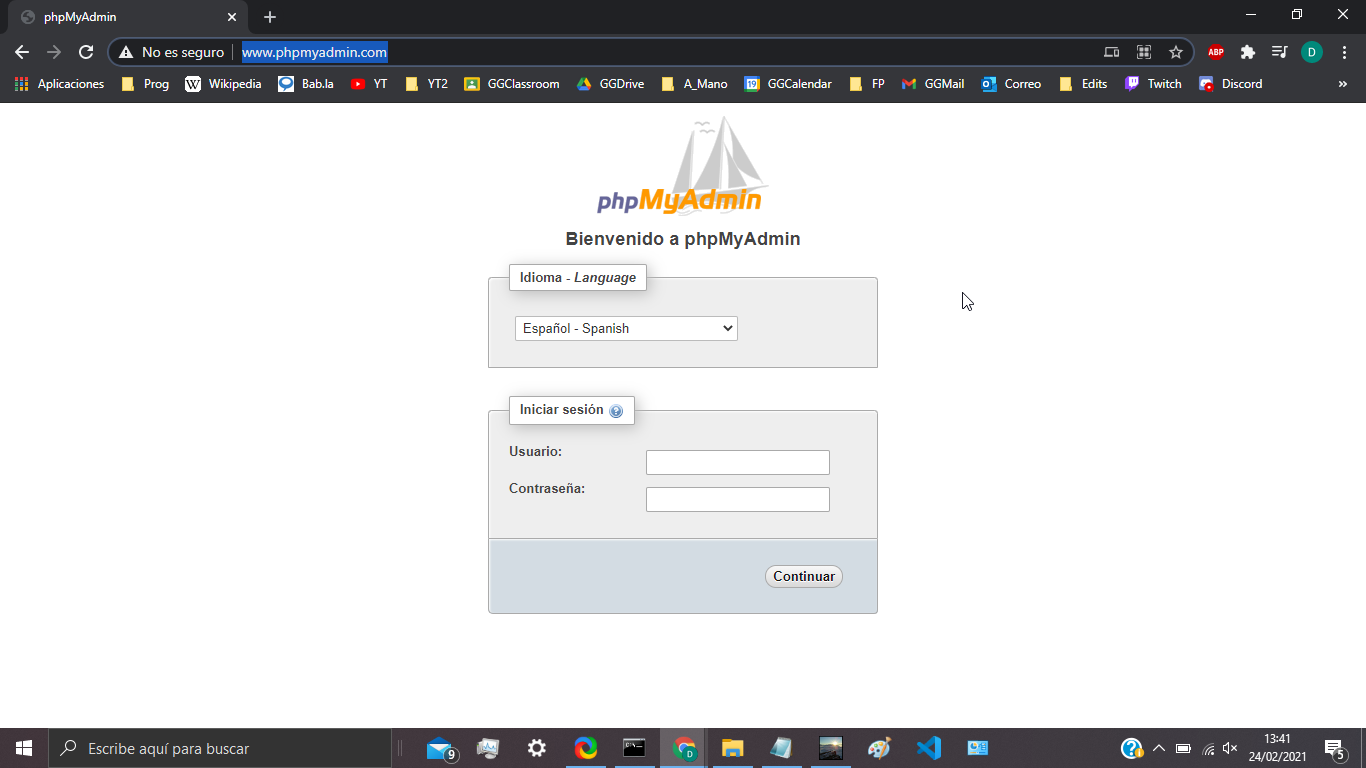 phpMyAdmin
No es seguro
www.phpmyadmin.com
ABP
D
Aplicaciones
Prog
W
Wikipedia
Bab.la
YT
YT2
GGClassroom
GGDrive
A_Mano
19
GGCalendar
FP
GGMail
Correo
Edits
Twitch
Discord
»
phpMyAdmin
Bienvenido a phpMyAdmin
Idioma - Language
Español - Spanish
Iniciar sesión
?
Usuario:
Contraseña:
Continuar
Escribe aquí para buscar
9
D
?
13:41
24/02/2021
5